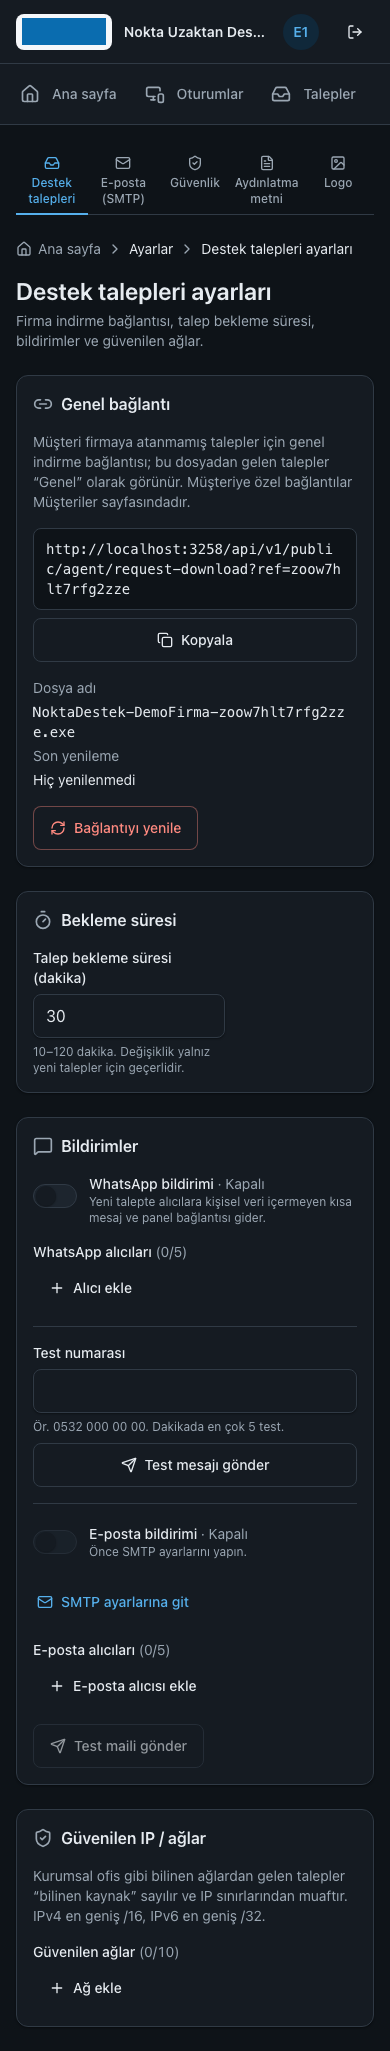 Nokta Uzaktan Des...
E1
Ana sayfa
Oturumlar
Talepler
Destek
talepleri
E-posta
(SMTP)
Güvenlik
Aydınlatma
metni
Logo
Ana sayfa > Ayarlar > Destek talepleri ayarları
Destek talepleri ayarları
Firma indirme bağlantısı, talep bekleme süresi,
bildirimler ve güvenilen ağlar.
Genel bağlantı
Müşteri firmaya atanmamış talepler için genel
indirme bağlantısı; bu dosyadan gelen talepler
“Genel” olarak görünür. Müşteriye özel bağlantılar
Müşteriler sayfasındadır.
http://localhost:3258/api/v1/publi
c/agent/request-download?ref=zoow7h
lt7rfg2zze
Kopyala
Dosya adı
NoktaDestek-DemoFirma-zoow7hlt7rfg2zz
e.exe
Son yenileme
Hiç yenilenmedi
Bağlantıyı yenile
Bekleme süresi
Talep bekleme süresi
(dakika)
30
10–120 dakika. Değişiklik yalnız
yeni talepler için geçerlidir.
Bildirimler
WhatsApp bildirimi · Kapalı
Yeni talepte alıcılara kişisel veri içermeyen kısa
mesaj ve panel bağlantısı gider.
WhatsApp alıcıları (0/5)
Alıcı ekle
Test numarası
Ör. 0532 000 00 00. Dakikada en çok 5 test.
Test mesajı gönder
E-posta bildirimi · Kapalı
Önce SMTP ayarlarını yapın.
SMTP ayarlarına git
E-posta alıcıları (0/5)
E-posta alıcısı ekle
Test maili gönder
Güvenilen IP / ağlar
Kurumsal ofis gibi bilinen ağlardan gelen talepler
“bilinen kaynak” sayılır ve IP sınırlarından muaftır.
IPv4 en geniş /16, IPv6 en geniş /32.
Güvenilen ağlar (0/10)
Ağ ekle